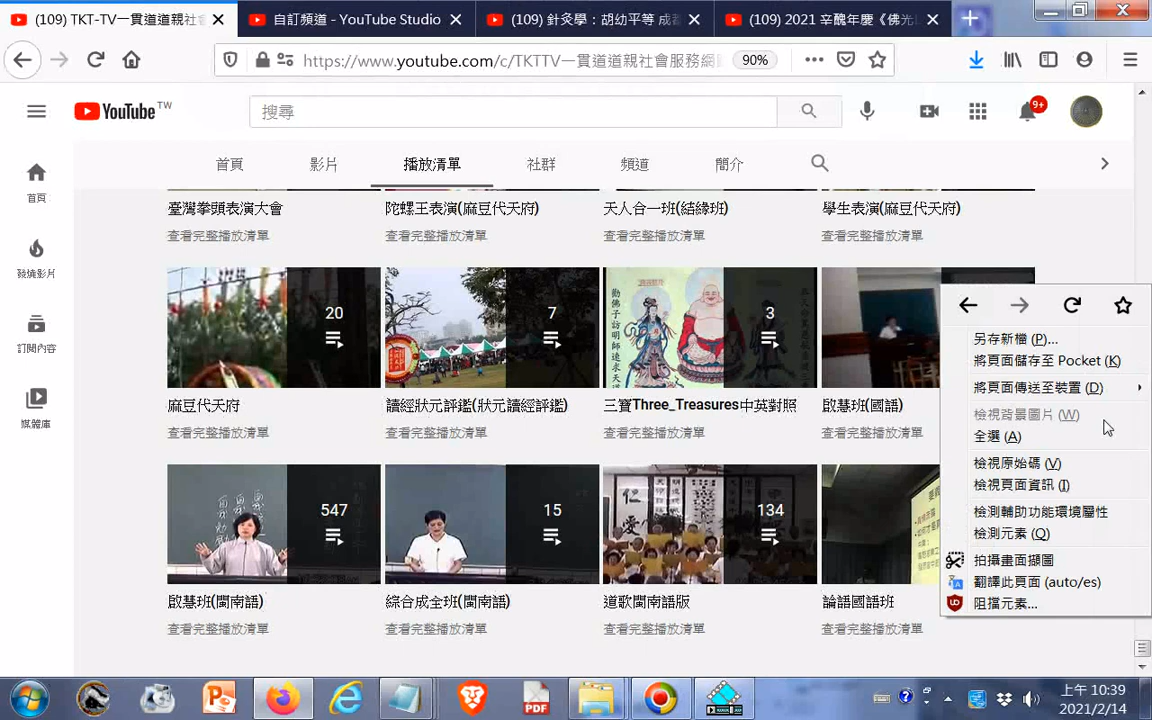 (109) TKT-TV一貫道道親社會
自訂頻道 - YouTube Studio
(109) 針灸學：胡幼平等 成都
(109) 2021 辛醜年慶《佛光
https://www.youtube.com/c/TKTTV一貫道道親社會服務網
90%
YouTube TW
搜尋
9+
首頁
影片
播放清單
社群
頻道
簡介
首頁
發燒影片
訂閱內容
媒體庫
臺灣拳頭表演大會
陀螺王表演(麻豆代天府)
天人合一班(結緣班)
學生表演(麻豆代天府)
查看完整播放清單
查看完整播放清單
查看完整播放清單
查看完整播放清單
20
7
勸佛子訪明師速求天道
3
麻豆代天府
讀經狀元評鑑(狀元讀經評鑑)
三寶Three_Treasures中英對照
啟慧班(國語)
查看完整播放清單
查看完整播放清單
查看完整播放清單
查看完整播放清單
547
15
仁
愛
134
啟慧班(閩南語)
綜合成全班(閩南語)
道歌閩南語版
論語國語班
查看完整播放清單
查看完整播放清單
查看完整播放清單
查看完整播放清單
另存新檔 (P)...
將頁面儲存至 Pocket (K)
將頁面傳送至裝置 (D)
檢視背景圖片 (W)
全選 (A)
檢視原始碼 (V)
檢視頁面資訊 (I)
檢測輔助功能環境屬性
檢測元素 (Q)
拍攝畫面擷圖
翻譯此頁面 (auto/es)
阻擋元素...
PDF
上午 10:39
2021/2/14